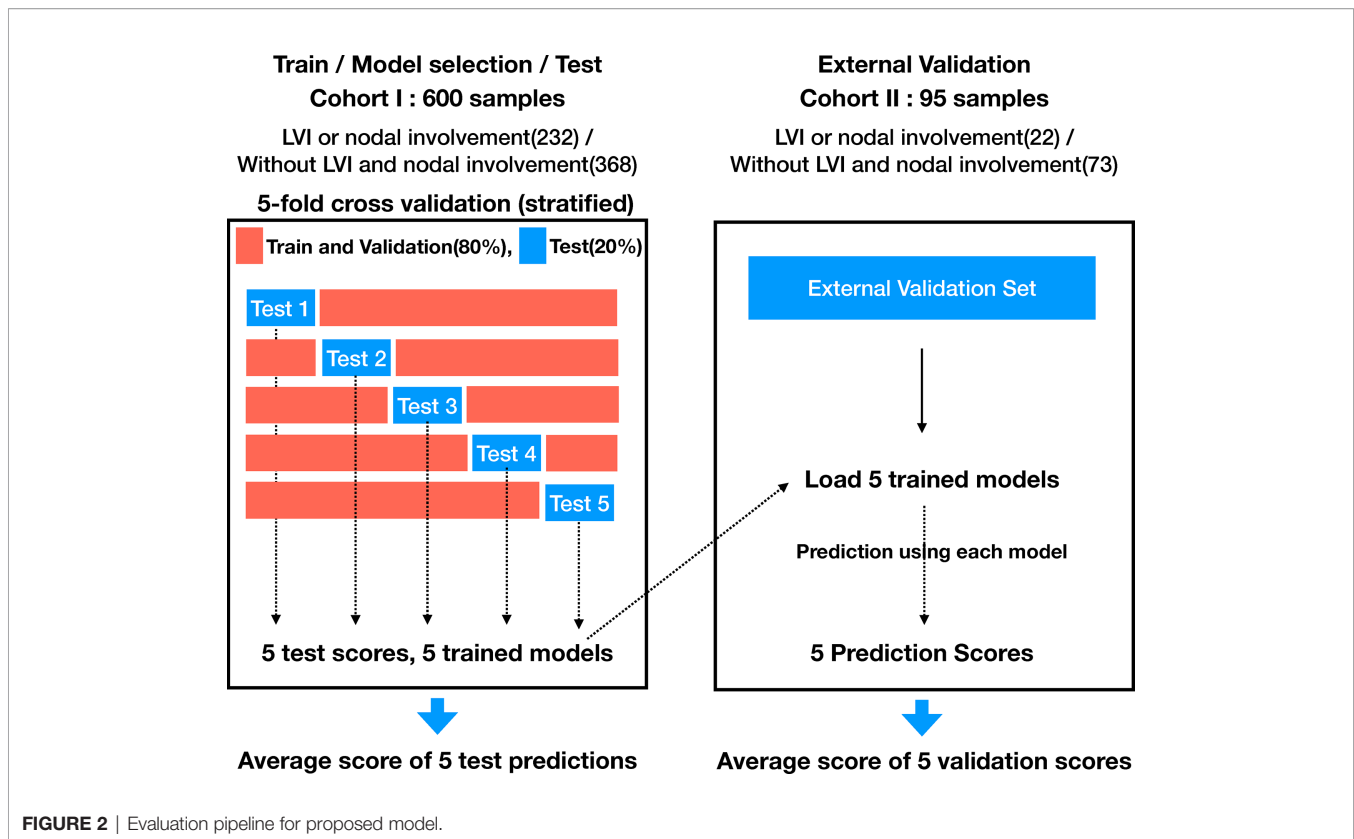 Train / Model selection / Test
Cohort I : 600 samples
LVI or nodal involvement(232) /
Without LVI and nodal involvement(368)
5-fold cross validation (stratified)
Train and Validation(80%), Test(20%)
Test 1
Test 2
Test 3
Test 4
Test 5
5 test scores, 5 trained models
Average score of 5 test predictions
External Validation
Cohort II : 95 samples
LVI or nodal involvement(22) /
Without LVI and nodal involvement(73)
External Validation Set
Load 5 trained models
Prediction using each model
5 Prediction Scores
Average score of 5 validation scores
FIGURE 2 | Evaluation pipeline for proposed model.